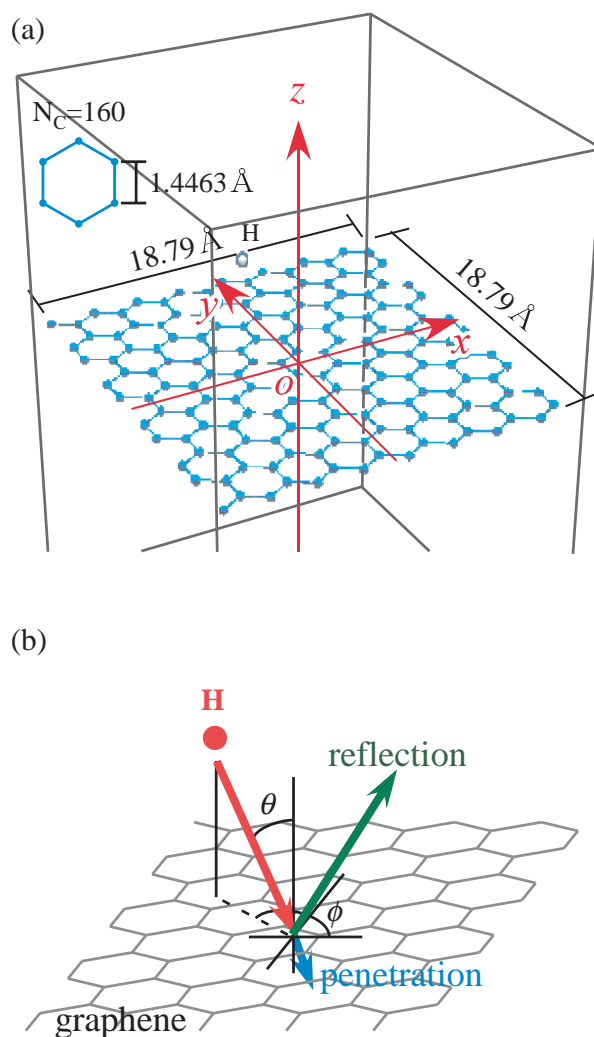 (a)
z
N_C=160
1.4463 Å
H
18.79 Å
18.79 Å
y
x
o
(b)
H
reflection
θ
ϕ
penetration
graphene